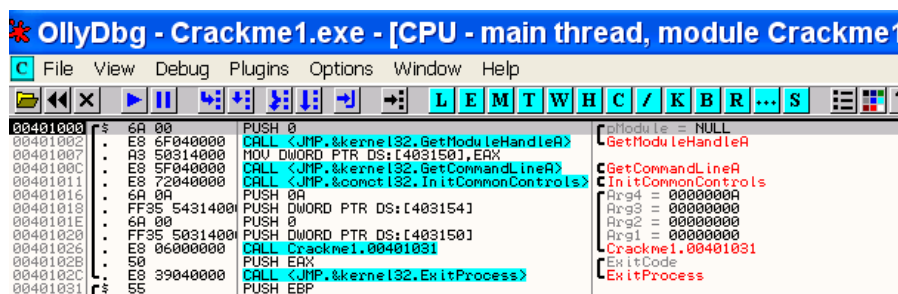 OllyDbg - Crackme1.exe - [CPU - main thread, module Crackme1
C File View Debug Plugins Options Window Help
L E M T W H C / K B R ... S
00401000 $ 6A 00 PUSH 0 pModule = NULL
00401002 . E8 6F040000 CALL <JMP.&kernel32.GetModuleHandleA> GetModuleHandleA
00401007 . A3 50314000 MOV DWORD PTR DS:[403150],EAX
0040100C . E8 5F040000 CALL <JMP.&kernel32.GetCommandLineA> GetCommandLineA
00401011 . E8 72040000 CALL <JMP.&comctl32.InitCommonControls> InitCommonControls
00401016 . 6A 0A PUSH 0A Arg4 = 0000000A
00401018 . FF35 5431400 PUSH DWORD PTR DS:[403154] Arg3 = 00000000
0040101E . 6A 00 PUSH 0 Arg2 = 00000000
00401020 . FF35 5031400 PUSH DWORD PTR DS:[403150] Arg1 = 00000000
00401026 . E8 06000000 CALL Crackme1.00401031 Crackme1.00401031
0040102B . 50 PUSH EAX ExitCode
0040102C . E8 39040000 CALL <JMP.&kernel32.ExitProcess> ExitProcess
00401031 $ 55 PUSH EBP